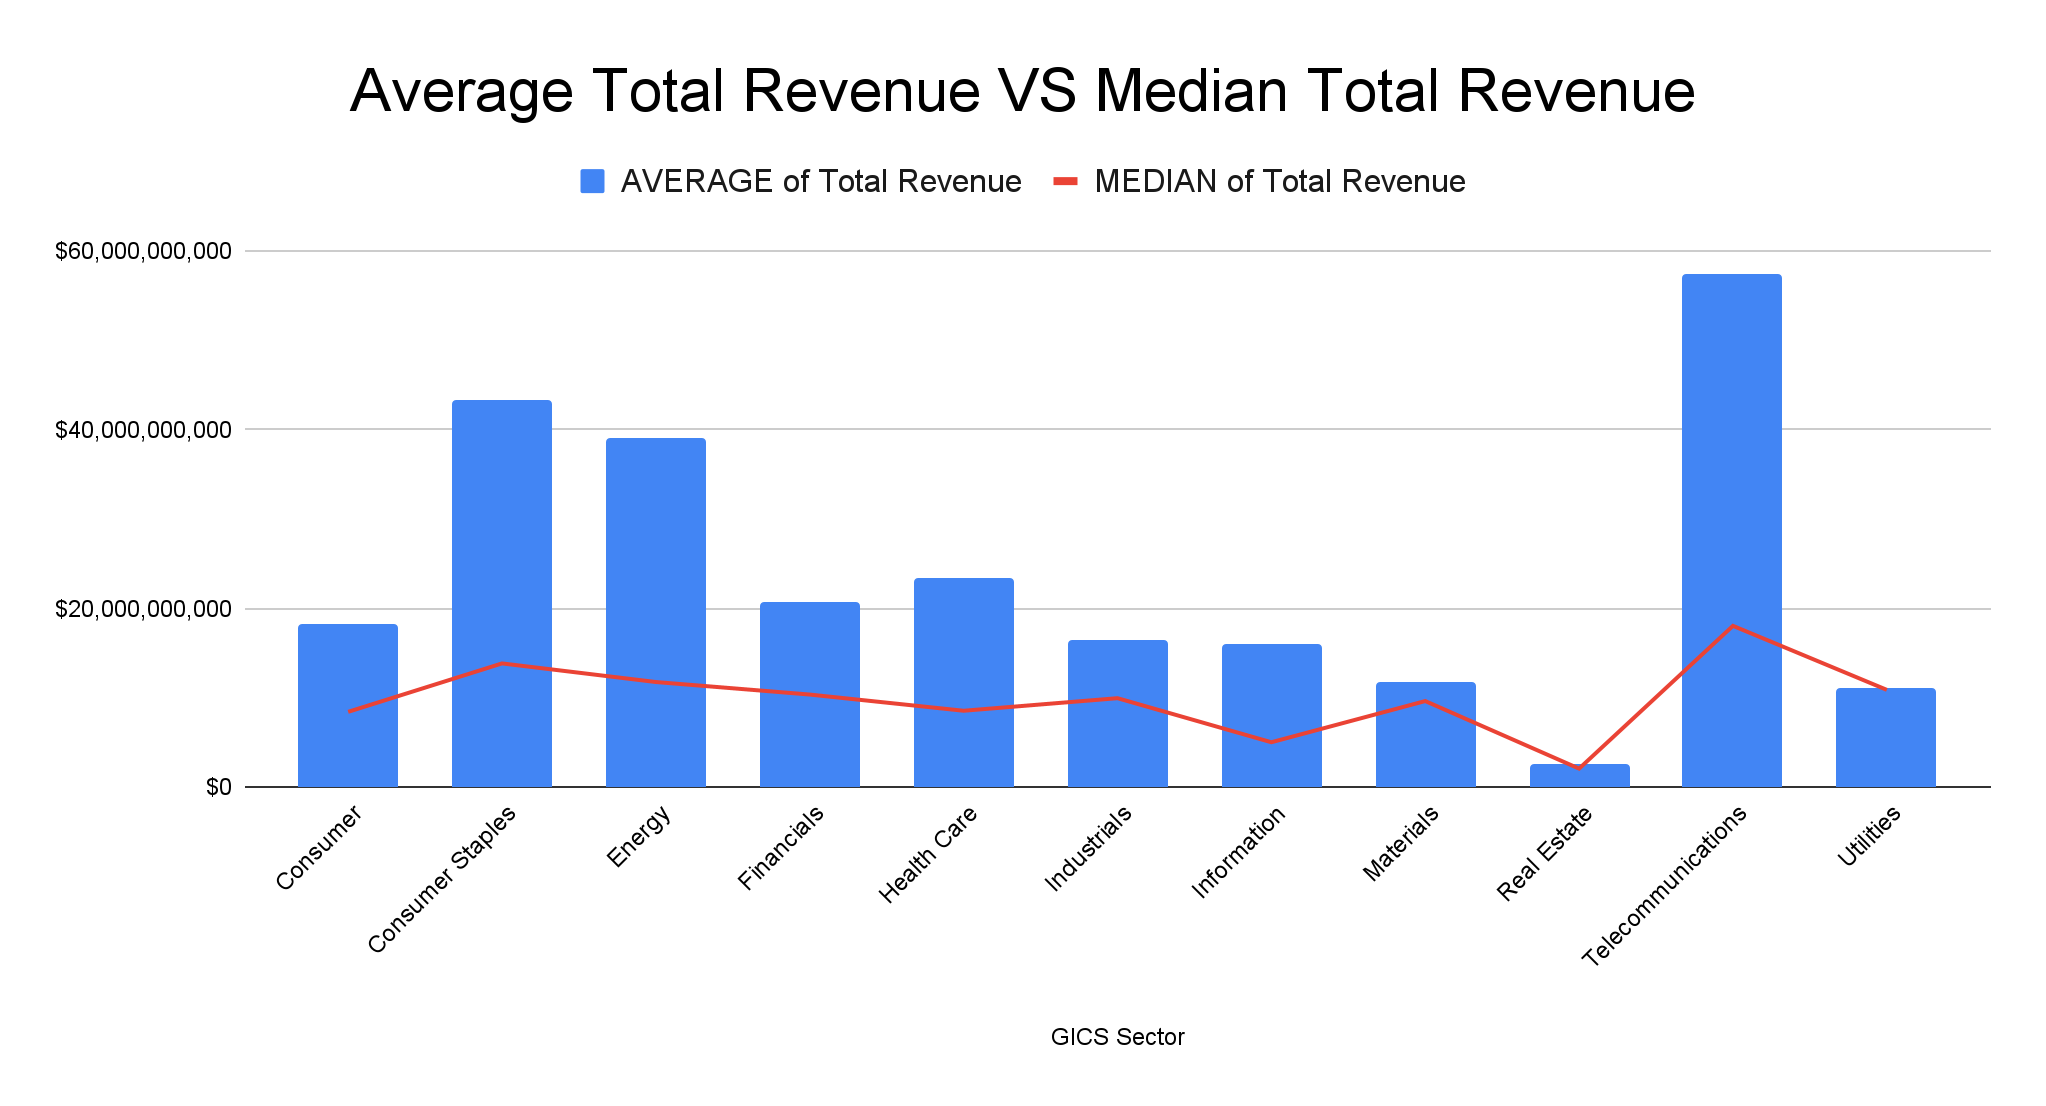 Average Total Revenue VS Median Total Revenue
AVERAGE of Total Revenue MEDIAN of Total Revenue
$60,000,000,000
$40,000,000,000
$20,000,000,000
$0
Consumer
Consumer Staples
Energy
Financials
Health Care
Industrials
Information
Materials
Real Estate
Telecommunications
Utilities
GICS Sector